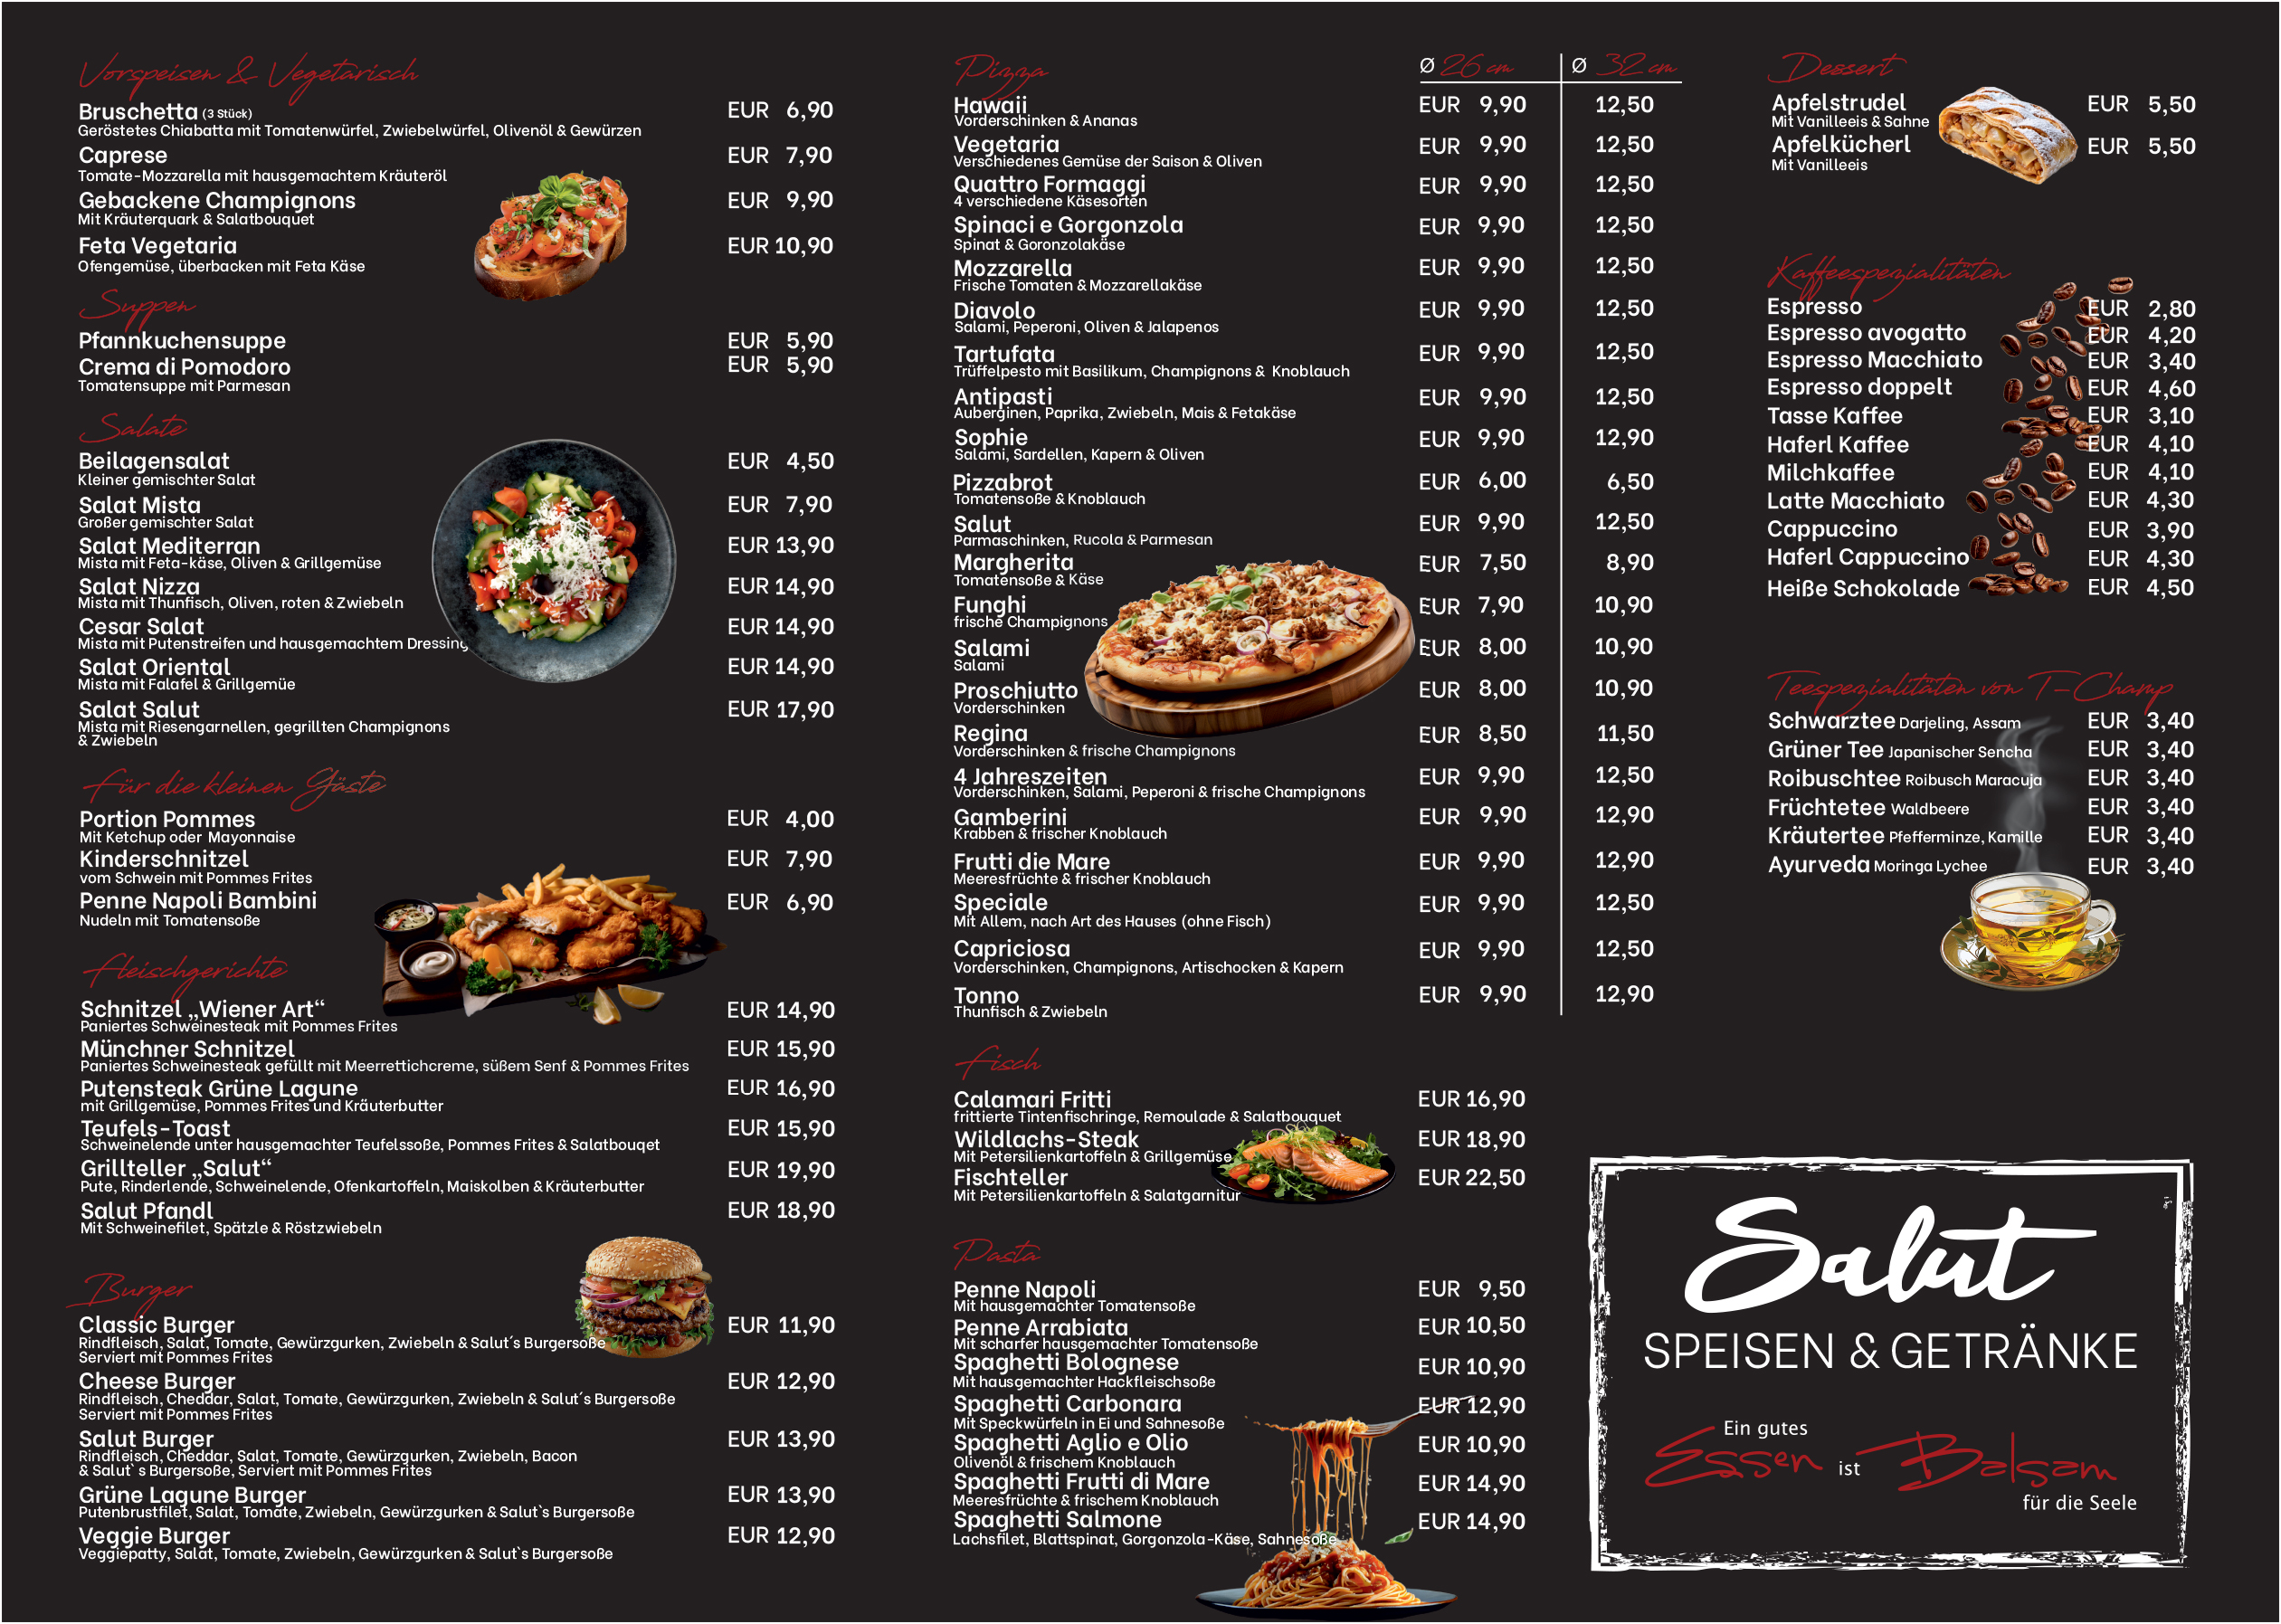 Vorspeisen & Vegetarisch
Bruschetta (3 Stück) EUR 6,90
Geröstetes Chiabatta mit Tomatenwürfel, Zwiebelwürfel, Olivenöl & Gewürzen
Caprese EUR 7,90
Tomate-Mozzarella mit hausgemachtem Kräuteröl
Gebackene Champignons EUR 9,90
Mit Kräuterquark & Salatbouquet
Feta Vegetaria EUR 10,90
Ofengemüse, überbacken mit Feta Käse
Suppen
Pfannkuchensuppe EUR 5,90
Crema di Pomodoro EUR 5,90
Tomatensuppe mit Parmesan
Salate
Beilagensalat EUR 4,50
Kleiner gemischter Salat
Salat Mista EUR 7,90
Großer gemischter Salat
Salat Mediterran EUR 13,90
Mista mit Feta-käse, Oliven & Grillgemüse
Salat Nizza EUR 14,90
Mista mit Thunfisch, Oliven, roten & Zwiebeln
Cesar Salat EUR 14,90
Mista mit Putenstreifen und hausgemachtem Dressing
Salat Oriental EUR 14,90
Mista mit Falafel & Grillgemüe
Salat Salut EUR 17,90
Mista mit Riesengarnellen, gegrillten Champignons
& Zwiebeln
Für die kleinen Gäste
Portion Pommes EUR 4,00
Mit Ketchup oder Mayonnaise
Kinderschnitzel EUR 7,90
vom Schwein mit Pommes Frites
Penne Napoli Bambini EUR 6,90
Nudeln mit Tomatensoße
Fleischgerichte
Schnitzel „Wiener Art“ EUR 14,90
Paniertes Schweinesteak mit Pommes Frites
Münchner Schnitzel EUR 15,90
Paniertes Schweinesteak gefüllt mit Meerrettichcreme, süßem Senf & Pommes Frites
Putensteak Grüne Lagune EUR 16,90
mit Grillgemüse, Pommes Frites und Kräuterbutter
Teufels-Toast EUR 15,90
Schweinelende unter hausgemachter Teufelssoße, Pommes Frites & Salatbouqet
Grillteller „Salut“ EUR 19,90
Pute, Rinderlende, Schweinelende, Ofenkartoffeln, Maiskolben & Kräuterbutter
Salut Pfandl EUR 18,90
Mit Schweinefilet, Spätzle & Röstzwiebeln
Burger
Classic Burger EUR 11,90
Rindfleisch, Salat, Tomate, Gewürzgurken, Zwiebeln & Salut´s Burgersoße
Serviert mit Pommes Frites
Cheese Burger EUR 12,90
Rindfleisch, Cheddar, Salat, Tomate, Gewürzgurken, Zwiebeln & Salut´s Burgersoße
Serviert mit Pommes Frites
Salut Burger EUR 13,90
Rindfleisch, Cheddar, Salat, Tomate, Gewürzgurken, Zwiebeln, Bacon
& Salut` s Burgersoße, Serviert mit Pommes Frites
Grüne Lagune Burger EUR 13,90
Putenbrustfilet, Salat, Tomate, Zwiebeln, Gewürzgurken & Salut`s Burgersoße
Veggie Burger EUR 12,90
Veggiepatty, Salat, Tomate, Zwiebeln, Gewürzgurken & Salut`s Burgersoße
Pizza Ø 26 cm Ø 32 cm
Hawaii EUR 9,90 12,50
Vorderschinken & Ananas
Vegetaria EUR 9,90 12,50
Verschiedenes Gemüse der Saison & Oliven
Quattro Formaggi EUR 9,90 12,50
4 verschiedene Käsesorten
Spinaci e Gorgonzola EUR 9,90 12,50
Spinat & Goronzolakäse
Mozzarella EUR 9,90 12,50
Frische Tomaten & Mozzarellakäse
Diavolo EUR 9,90 12,50
Salami, Peperoni, Oliven & Jalapenos
Tartufata EUR 9,90 12,50
Trüffelpesto mit Basilikum, Champignons & Knoblauch
Antipasti EUR 9,90 12,50
Auberginen, Paprika, Zwiebeln, Mais & Fetakäse
Sophie EUR 9,90 12,90
Salami, Sardellen, Kapern & Oliven
Pizzabrot EUR 6,00 6,50
Tomatensoße & Knoblauch
Salut EUR 9,90 12,50
Parmaschinken, Rucola & Parmesan
Margherita EUR 7,50 8,90
Tomatensoße & Käse
Funghi EUR 7,90 10,90
frische Champignons
Salami EUR 8,00 10,90
Salami
Proschiutto EUR 8,00 10,90
Vorderschinken
Regina EUR 8,50 11,50
Vorderschinken & frische Champignons
4 Jahreszeiten EUR 9,90 12,50
Vorderschinken, Salami, Peperoni & frische Champignons
Gamberini EUR 9,90 12,90
Krabben & frischer Knoblauch
Frutti die Mare EUR 9,90 12,90
Meeresfrüchte & frischer Knoblauch
Speciale EUR 9,90 12,50
Mit Allem, nach Art des Hauses (ohne Fisch)
Capriciosa EUR 9,90 12,50
Vorderschinken, Champignons, Artischocken & Kapern
Tonno EUR 9,90 12,90
Thunfisch & Zwiebeln
Fisch
Calamari Fritti EUR 16,90
frittierte Tintenfischringe, Remoulade & Salatbouquet
Wildlachs-Steak EUR 18,90
Mit Petersilienkartoffeln & Grillgemüse
Fischteller EUR 22,50
Mit Petersilienkartoffeln & Salatgarnitur
Pasta
Penne Napoli EUR 9,50
Mit hausgemachter Tomatensoße
Penne Arrabiata EUR 10,50
Mit scharfer hausgemachter Tomatensoße
Spaghetti Bolognese EUR 10,90
Mit hausgemachter Hackfleischsoße
Spaghetti Carbonara EUR 12,90
Mit Speckwürfeln in Ei und Sahnesoße
Spaghetti Aglio e Olio EUR 10,90
Olivenöl & frischem Knoblauch
Spaghetti Frutti di Mare EUR 14,90
Meeresfrüchte & frischem Knoblauch
Spaghetti Salmone EUR 14,90
Lachsfilet, Blattspinat, Gorgonzola-Käse, Sahnesoße
Dessert
Apfelstrudel EUR 5,50
Mit Vanilleeis & Sahne
Apfelkücherl EUR 5,50
Mit Vanilleeis
Kaffeespezialitäten
Espresso EUR 2,80
Espresso avogatto EUR 4,20
Espresso Macchiato EUR 3,40
Espresso doppelt EUR 4,60
Tasse Kaffee EUR 3,10
Haferl Kaffee EUR 4,10
Milchkaffee EUR 4,10
Latte Macchiato EUR 4,30
Cappuccino EUR 3,90
Haferl Cappuccino EUR 4,30
Heiße Schokolade EUR 4,50
Teespezialitäten von T-Champ
Schwarztee Darjeling, Assam EUR 3,40
Grüner Tee Japanischer Sencha EUR 3,40
Roibuschtee Roibusch Maracuja EUR 3,40
Früchtetee Waldbeere EUR 3,40
Kräutertee Pfefferminze, Kamille EUR 3,40
Ayurveda Moringa Lychee EUR 3,40
Salut
SPEISEN & GETRÄNKE
Ein gutes
Essen ist Balsam
für die Seele